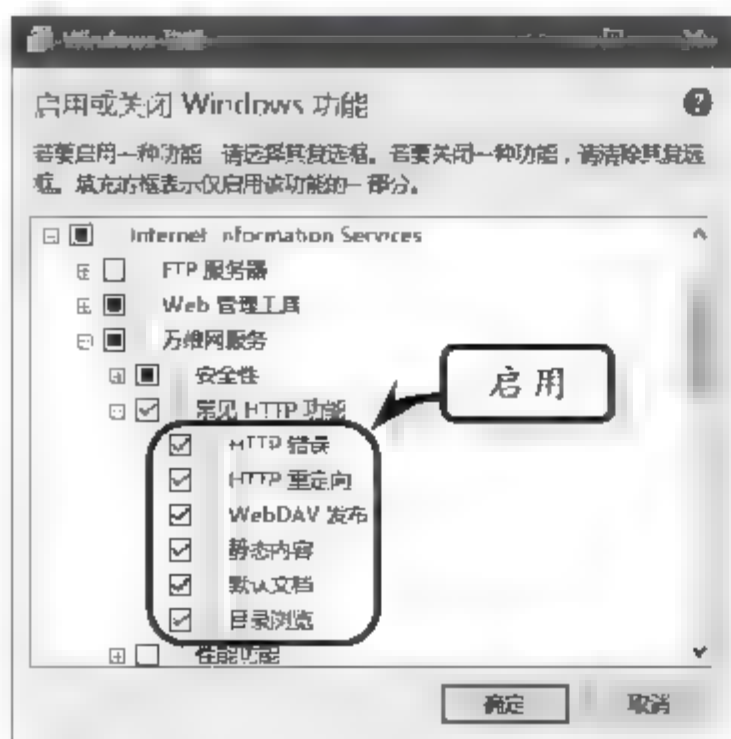 Windows 功能
启用或关闭 Windows 功能
若要启用一种功能，请选择其复选框。若要关闭一种功能，请清除其复选
框。填充的框表示仅启用该功能的一部分。
Internet Information Services
FTP 服务器
Web 管理工具
万维网服务
安全性
常见 HTTP 功能
启用
HTTP 错误
HTTP 重定向
WebDAV 发布
静态内容
默认文档
目录浏览
性能功能
确定 取消